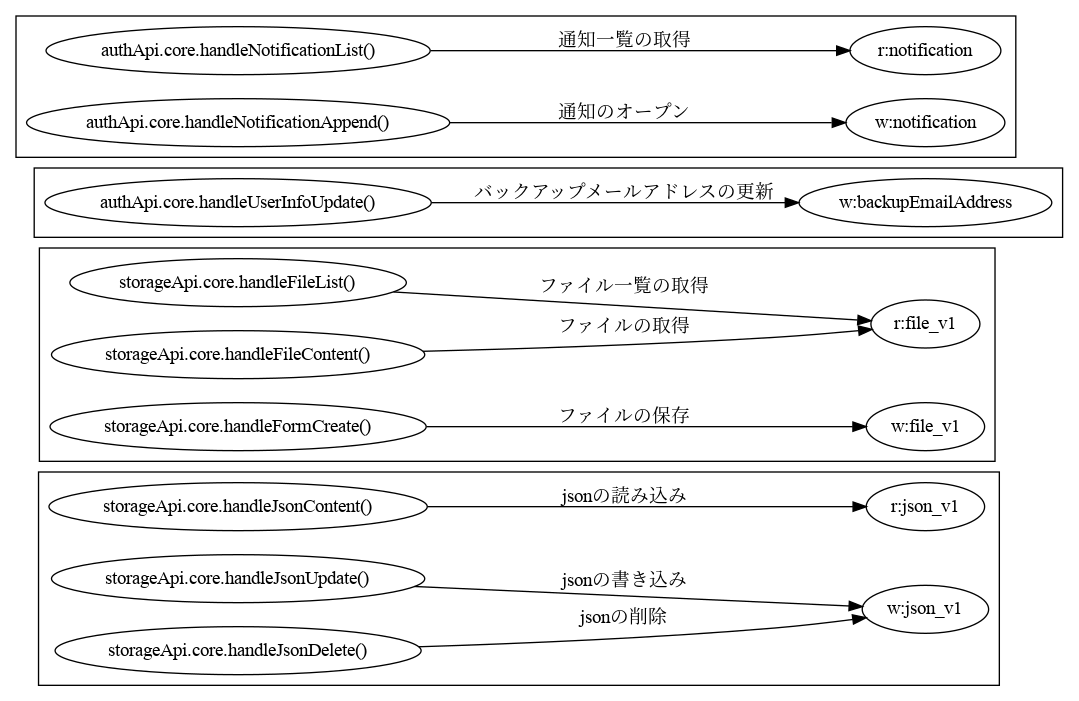 authApi.core.handleNotificationList()
通知一覧の取得
r:notification
authApi.core.handleNotificationAppend()
通知のオープン
w:notification
authApi.core.handleUserInfoUpdate()
バックアップメールアドレスの更新
w:backupEmailAddress
storageApi.core.handleFileList()
ファイル一覧の取得
r:file_v1
storageApi.core.handleFileContent()
ファイルの取得
storageApi.core.handleFormCreate()
ファイルの保存
w:file_v1
storageApi.core.handleJsonContent()
jsonの読み込み
r:json_v1
storageApi.core.handleJsonUpdate()
jsonの書き込み
w:json_v1
storageApi.core.handleJsonDelete()
jsonの削除